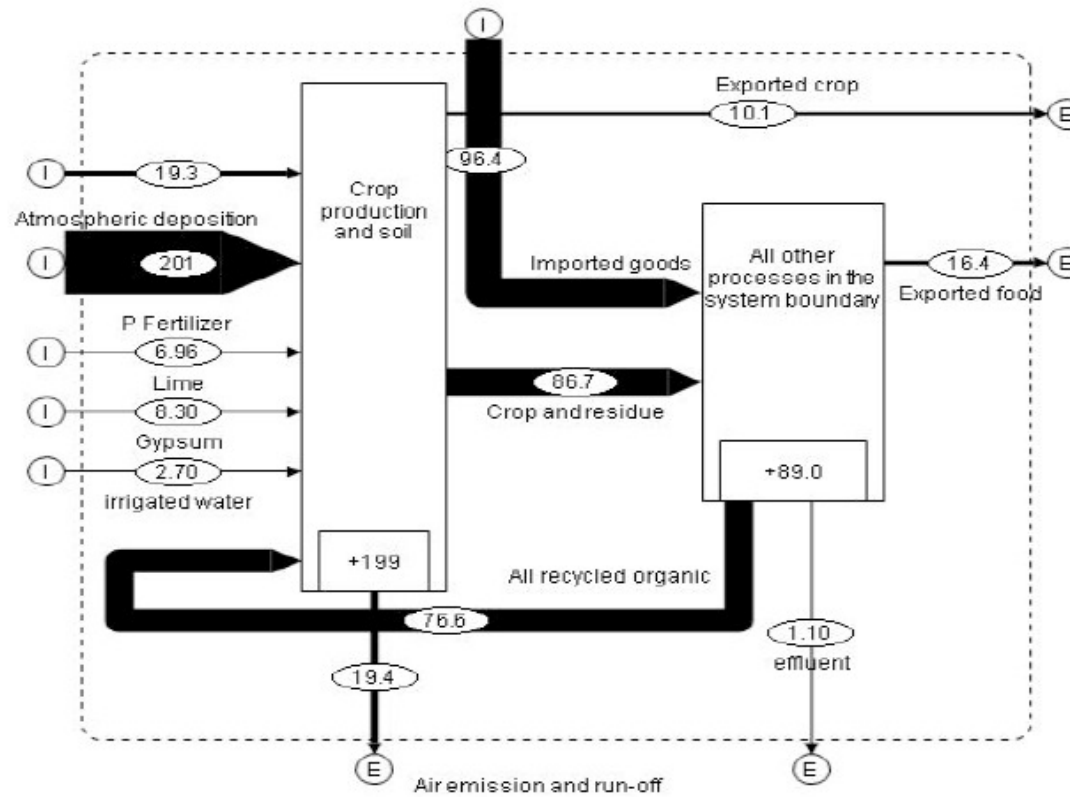 I
Exported crop
10.1
E
I
19.3
96.4
Crop
production
and soil
Atmospheric deposition
I
201
Imported goods
All other
processes in the
system boundary
16.4
E
Exported food
P Fertilizer
I
6.96
Lime
86.7
Crop and residue
I
8.30
Gypsum
I
2.70
irrigated water
+89.0
+199
All recycled organic
76.6
1.10
effluent
19.4
E
E
Air emission and run-off